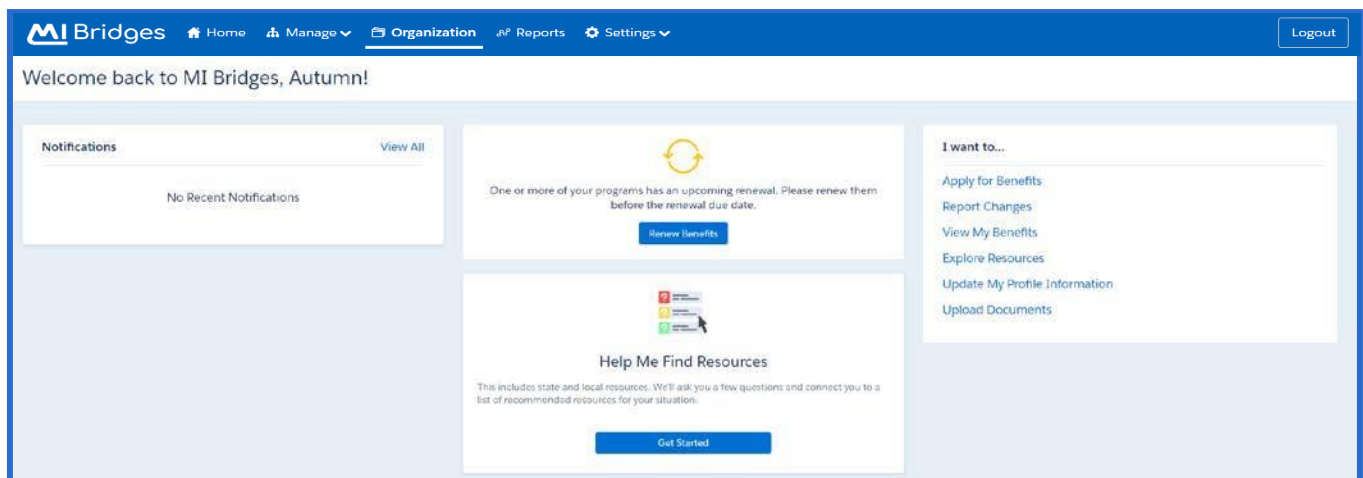 MI Bridges Home Manage Organization Reports Settings Logout
Welcome back to MI Bridges, Autumn!
Notifications View All
No Recent Notifications
One or more of your programs has an upcoming renewal. Please renew them
before the renewal due date.
Renew Benefits
Help Me Find Resources
This includes state and local resources. We'll ask you a few questions and connect you to a
list of recommended resources for your situation.
Get Started
I want to...
Apply for Benefits
Report Changes
View My Benefits
Explore Resources
Update My Profile Information
Upload Documents